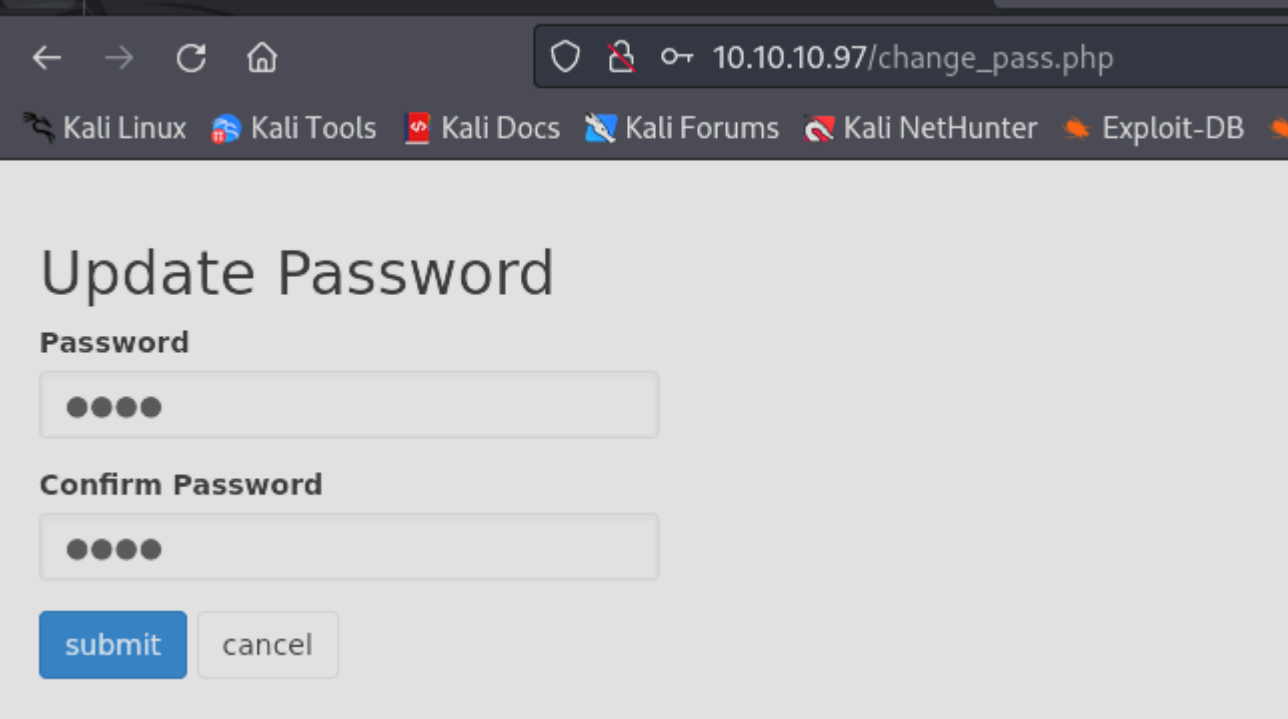 10.10.10.97/change_pass.php
Kali Linux Kali Tools Kali Docs Kali Forums Kali NetHunter Exploit-DB
Update Password
Password
●●●●
Confirm Password
●●●●
submit cancel